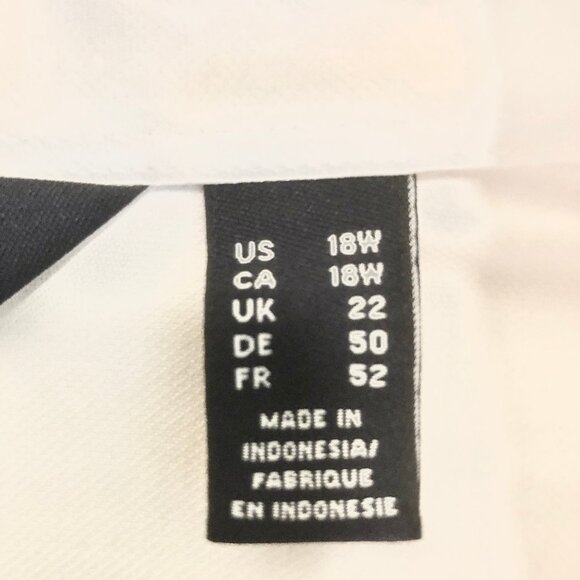 US 18W
CA 18W
UK 22
DE 50
FR 52
MADE IN
INDONESIA/
FABRIQUE
EN INDONESIE